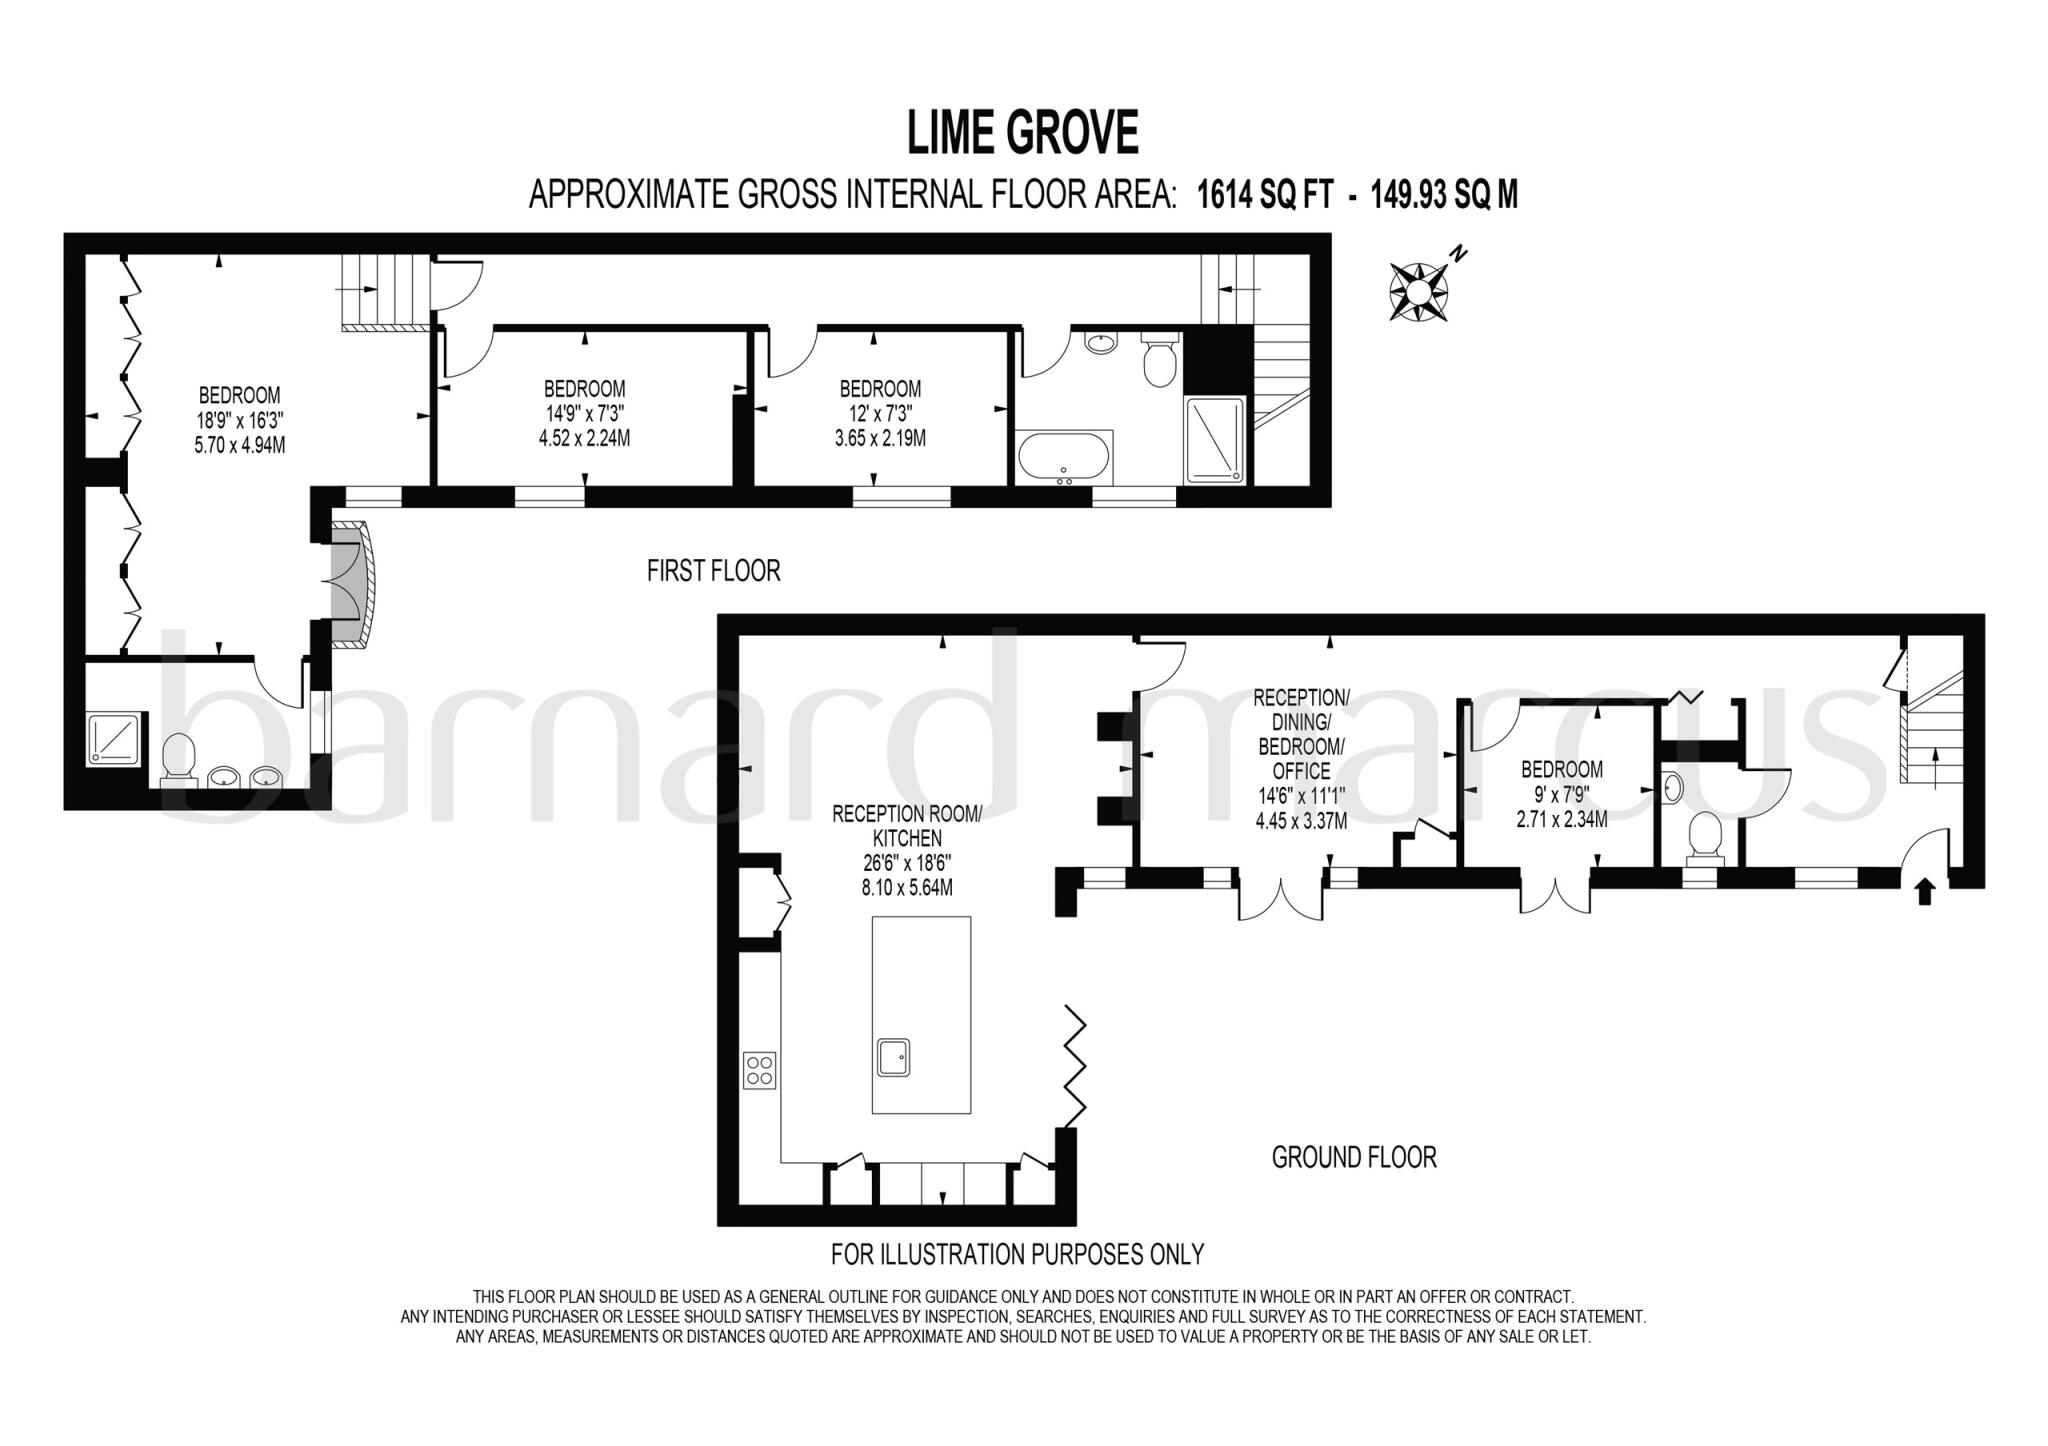 LIME GROVE
APPROXIMATE GROSS INTERNAL FLOOR AREA: 1614 SQ FT - 149.93 SQ M
N
BEDROOM
18'9" x 16'3"
5.70 x 4.94M
BEDROOM
14'9" x 7'3"
4.52 x 2.24M
BEDROOM
12' x 7'3"
3.65 x 2.19M
FIRST FLOOR
barnard marcus
RECEPTION ROOM/
KITCHEN
26'6" x 18'6"
8.10 x 5.64M
RECEPTION/
DINING/
BEDROOM/
OFFICE
14'6" x 11'1"
4.45 x 3.37M
BEDROOM
9' x 7'9"
2.71 x 2.34M
GROUND FLOOR
FOR ILLUSTRATION PURPOSES ONLY
THIS FLOOR PLAN SHOULD BE USED AS A GENERAL OUTLINE FOR GUIDANCE ONLY AND DOES NOT CONSTITUTE IN WHOLE OR IN PART AN OFFER OR CONTRACT.
ANY INTENDING PURCHASER OR LESSEE SHOULD SATISFY THEMSELVES BY INSPECTION, SEARCHES, ENQUIRIES AND FULL SURVEY AS TO THE CORRECTNESS OF EACH STATEMENT.
ANY AREAS, MEASUREMENTS OR DISTANCES QUOTED ARE APPROXIMATE AND SHOULD NOT BE USED TO VALUE A PROPERTY OR BE THE BASIS OF ANY SALE OR LET.